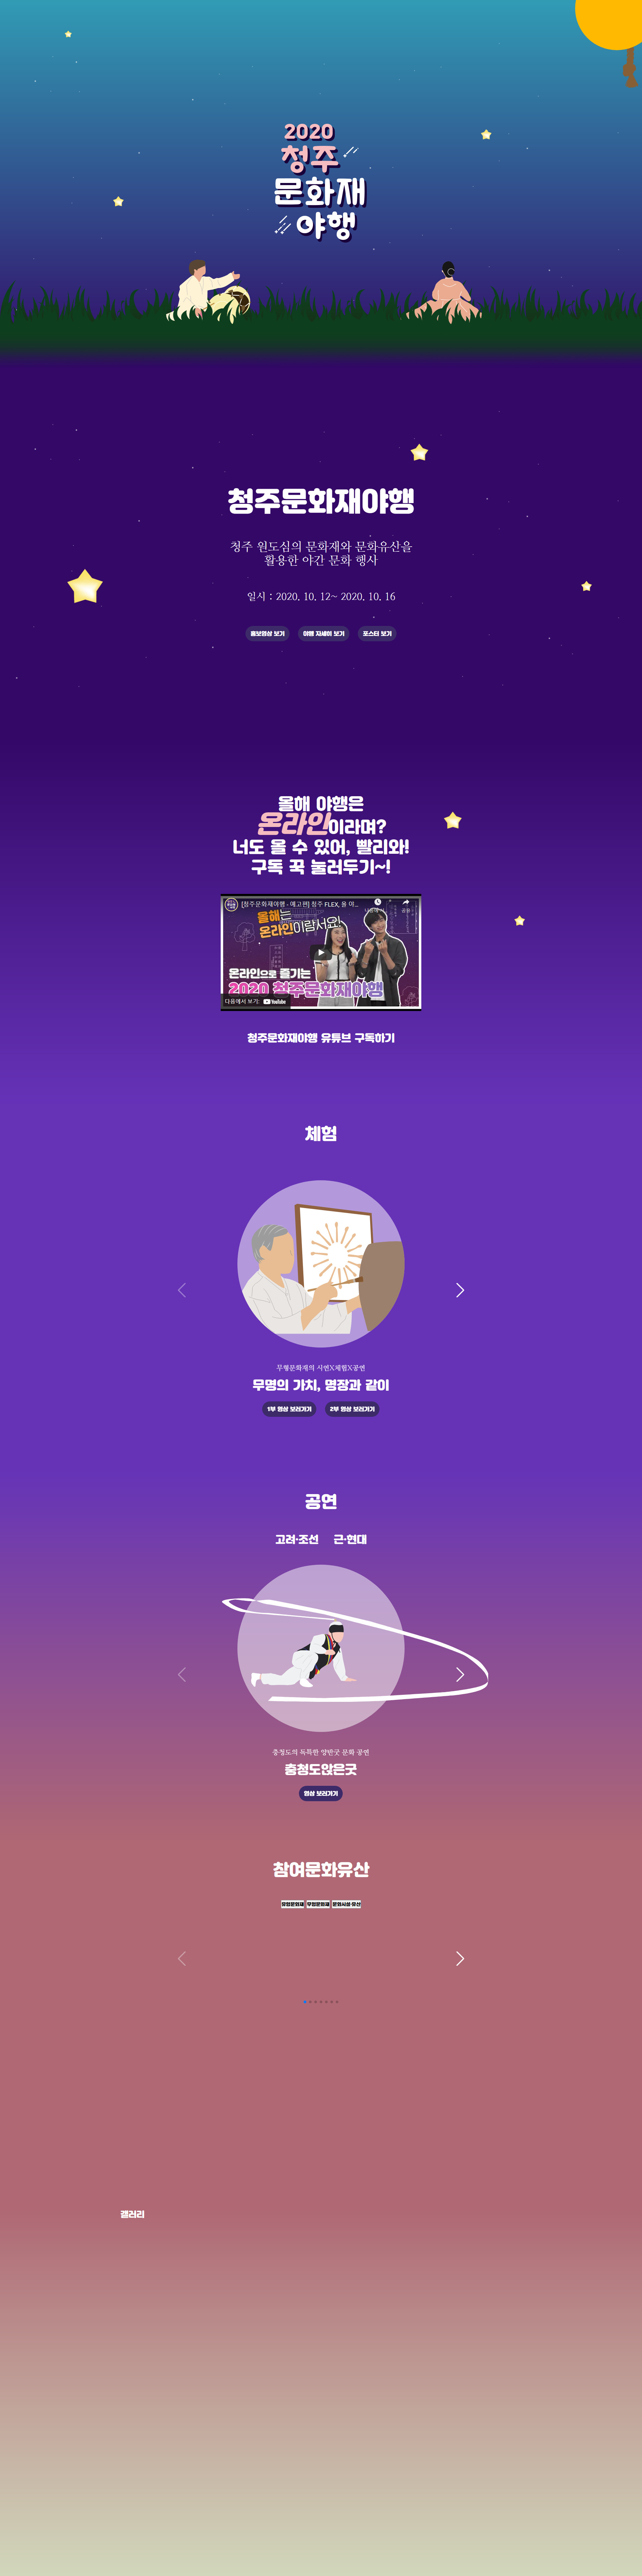 2020
청주
문화재
야행
청주문화재야행
청주 원도심의 문화재와 문화유산을
활용한 야간 문화 행사
일시 : 2020. 10. 12~ 2020. 10. 16
홍보영상 보기
야행 자세히 보기
포스터 보기
올해 야행은
온라인이라며?
너도 올 수 있어, 빨리와!
구독 꾹 눌러두기~!
[청주문화재야행 - 예고편] 청주 FLEX, 올 야...
나중에 ...
공유
올해는
온라인이람서요!
온라인으로 즐기는
2020 청주문화재야행
다음에서 보기: YouTube
청주문화재야행 유튜브 구독하기
체험
무형문화재의 시연X체험X공연
무명의 가치, 명장과 같이
1부 영상 보러가기
2부 영상 보러가기
공연
고려·조선
근·현대
충청도의 독특한 양반굿 문화 공연
충청도앉은굿
영상 보러가기
참여문화유산
유형문화재
무형문화재
문화시설·유산
갤러리